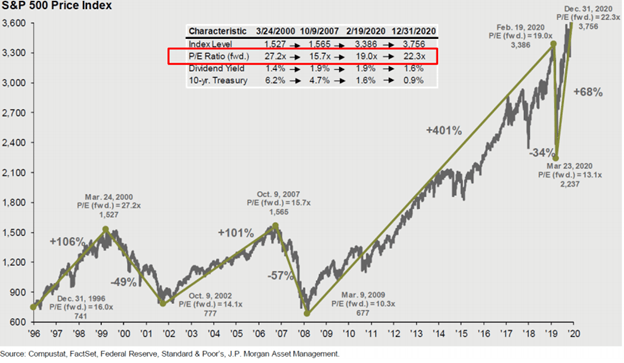 S&P 500 Price Index
Characteristic 3/24/2000 10/9/2007 2/19/2020 12/31/2020
Index Level 1,527 1,565 3,386 3,756
P/E Ratio (fwd.) 27.2x 15.7x 19.0x 22.3x
Dividend Yield 1.4% 1.9% 1.9% 1.6%
10-yr. Treasury 6.2% 4.7% 1.6% 0.9%
Dec. 31, 2020
P/E (fwd.) = 22.3x
3,756
Feb. 19, 2020
P/E (fwd.) = 19.0x
3,386
3,600
3,300
3,000
2,700
2,400
2,100
1,800
1,500
1,200
900
600
+68%
+401%
-34%
Mar 23, 2020
P/E (fwd.) = 13.1x
2,237
Mar. 24, 2000
P/E (fwd.) = 27.2x
1,527
Oct. 9, 2007
P/E (fwd.) = 15.7x
1,565
+106%
-49%
+101%
-57%
Dec. 31, 1996
P/E (fwd.) = 16.0x
741
Oct. 9, 2002
P/E (fwd.) = 14.1x
777
Mar. 9, 2009
P/E (fwd.) = 10.3x
677
'96 '97 '98 '99 '00 '01 '02 '03 '04 '05 '06 '07 '08 '09 '10 '11 '12 '13 '14 '15 '16 '17 '18 '19 '20
Source: Compustat, FactSet, Federal Reserve, Standard & Poor's, J.P. Morgan Asset Management.